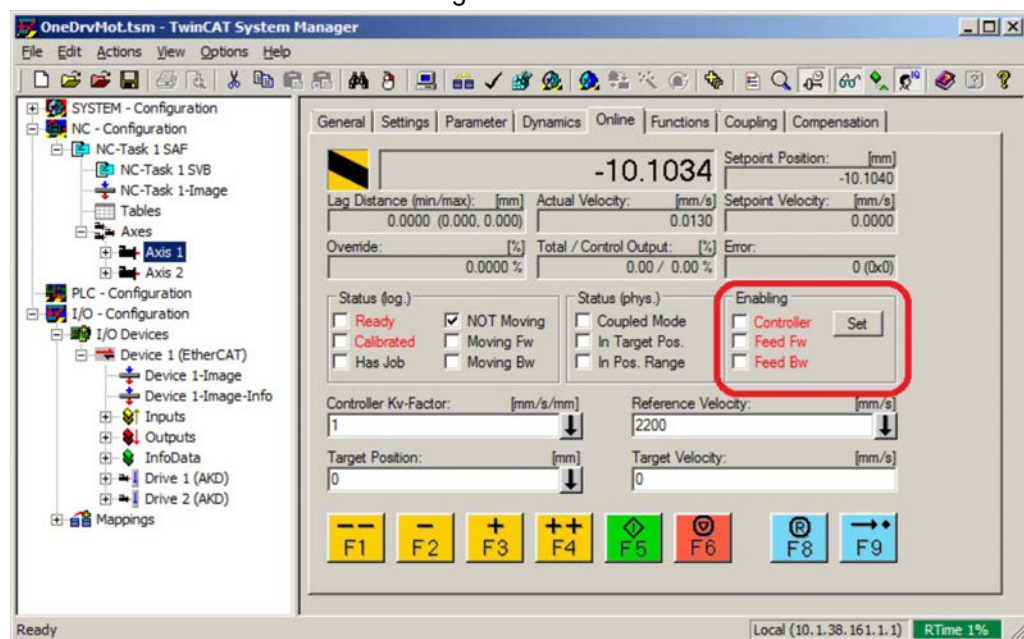 OneDrvMot.tsm - TwinCAT System Manager
File Edit Actions View Options Help
SYSTEM - Configuration
NC - Configuration
NC-Task 1 SAF
NC-Task 1 SVB
NC-Task 1-Image
Tables
Axes
Axis 1
Axis 2
PLC - Configuration
I/O - Configuration
I/O Devices
Device 1 (EtherCAT)
Device 1-Image
Device 1-Image-Info
Inputs
Outputs
InfoData
Drive 1 (AKD)
Drive 2 (AKD)
Mappings
General Settings Parameter Dynamics Online Functions Coupling Compensation
-10.1034
Setpoint Position: [mm]
-10.1040
Lag Distance (min/max): [mm] Actual Velocity: [mm/s] Setpoint Velocity: [mm/s]
0.0000 (0.000, 0.000) 0.0130 0.0000
Override: [%] Total / Control Output: [%] Error:
0.0000 % 0.00 / 0.00 % 0 (0x0)
Status (log.) Status (phys.) Enabling
Ready NOT Moving Coupled Mode Controller Set
Calibrated Moving Fw In Target Pos. Feed Fw
Has Job Moving Bw In Pos. Range Feed Bw
Controller Kv-Factor: [mm/s/mm] Reference Velocity: [mm/s]
1 2200
Target Position: [mm] Target Velocity: [mm/s]
0 0
-- - + ++ R
F1 F2 F3 F4 F5 F6 F8 F9
Ready Local (10.1.38.161.1.1) RTime 1%